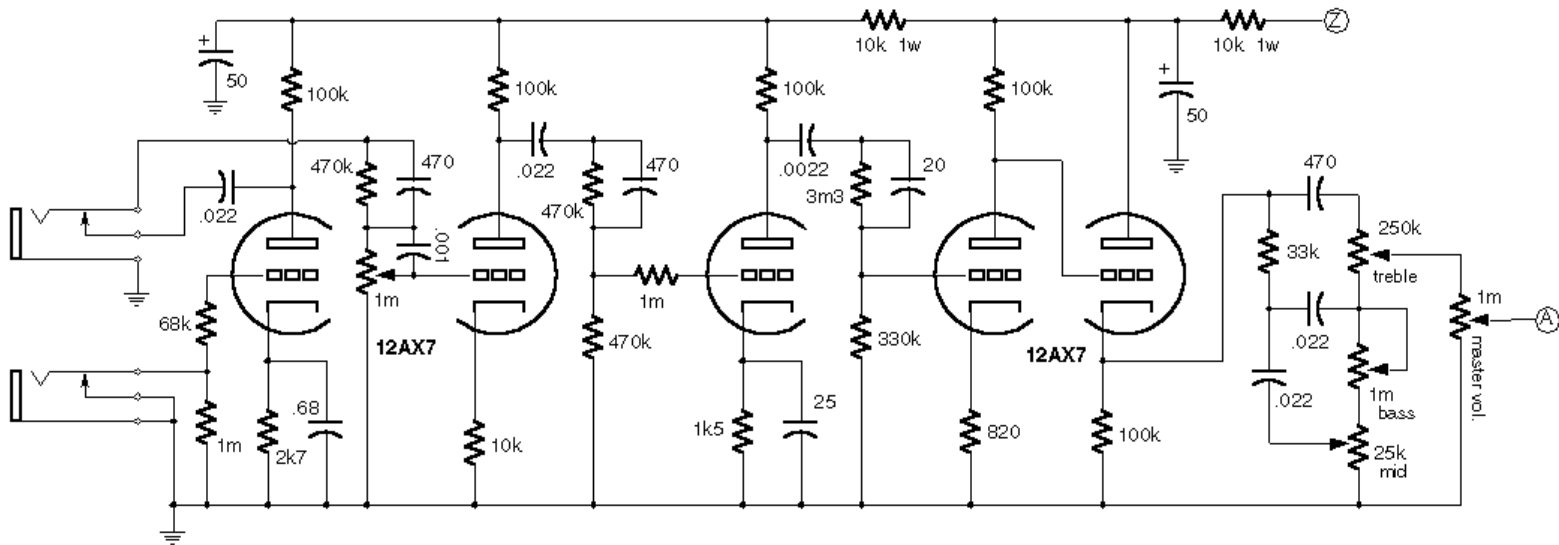 10k 1w
10k 1w
Z
+
50
100k
100k
100k
100k
+
50
470k
470
.022
470k
470
.0022
3m3
20
470
.022
.001
1m
1m
250k
treble
33k
1m
A
68k
12AX7
470k
330k
12AX7
.022
master vol.
1m
bass
.022
1m
2k7
.68
10k
1k5
25
820
100k
25k
mid